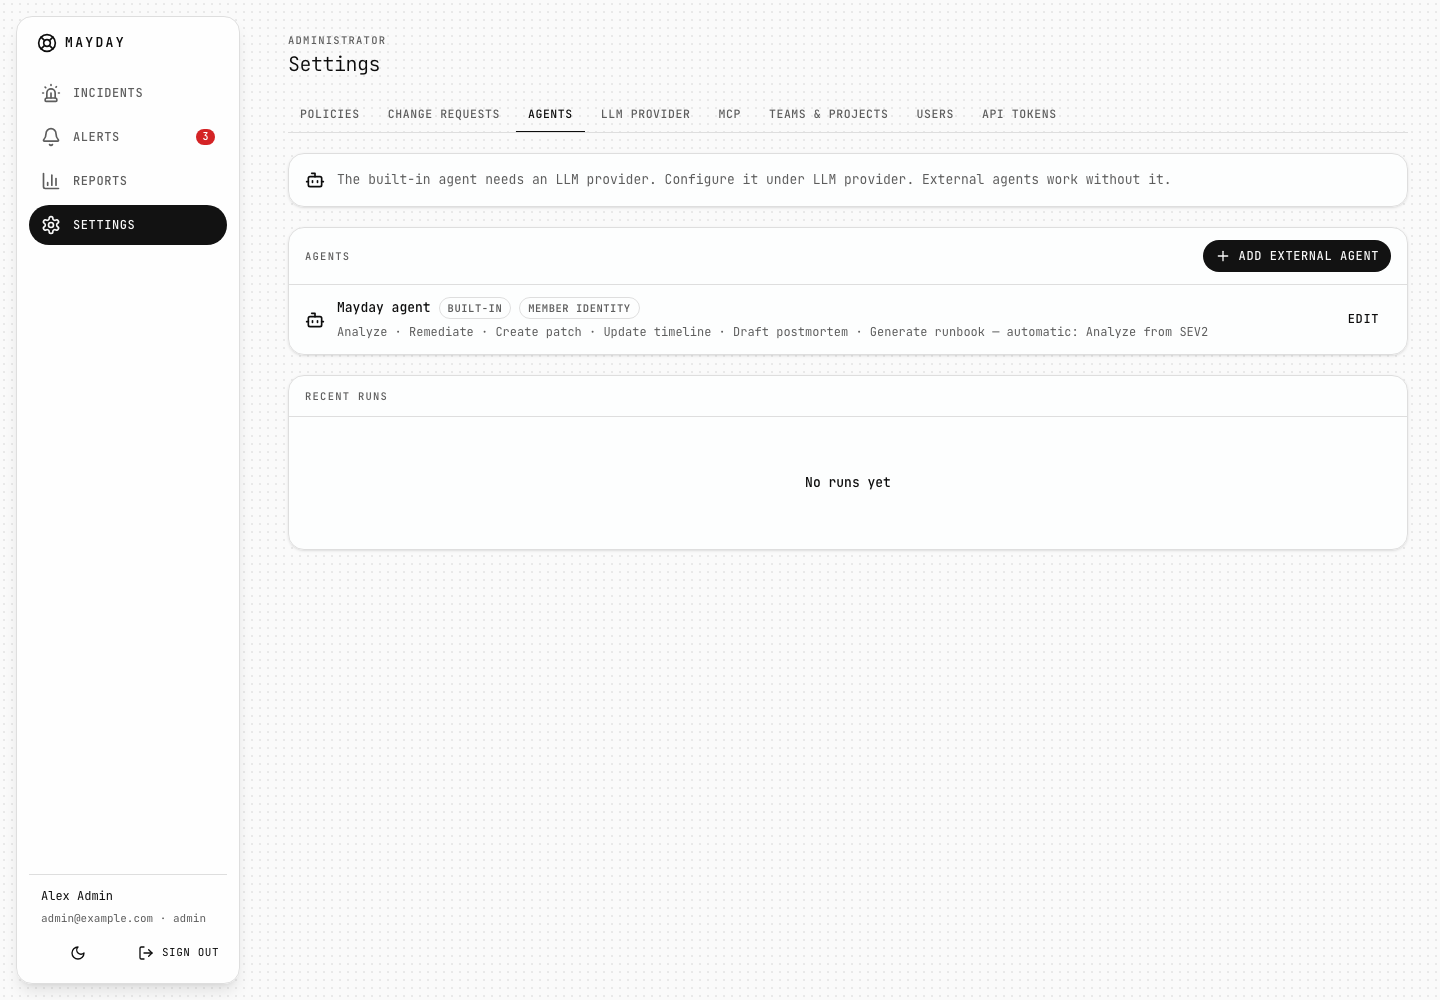 MAYDAY
INCIDENTS
ALERTS
3
REPORTS
SETTINGS
Alex Admin
admin@example.com · admin
SIGN OUT
ADMINISTRATOR
Settings
POLICIES
CHANGE REQUESTS
AGENTS
LLM PROVIDER
MCP
TEAMS & PROJECTS
USERS
API TOKENS
The built-in agent needs an LLM provider. Configure it under LLM provider. External agents work without it.
AGENTS
ADD EXTERNAL AGENT
Mayday agent
BUILT-IN
MEMBER IDENTITY
Analyze · Remediate · Create patch · Update timeline · Draft postmortem · Generate runbook — automatic: Analyze from SEV2
EDIT
RECENT RUNS
No runs yet